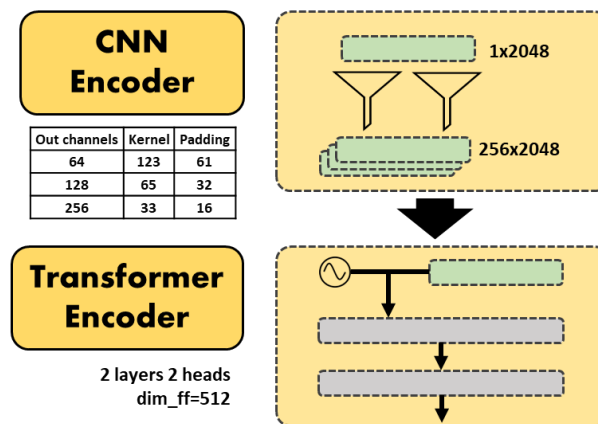 CNN
Encoder
1x2048
Out channels Kernel Padding
64 123 61
128 65 32
256 33 16
256x2048
Transformer
Encoder
2 layers 2 heads
dim_ff=512